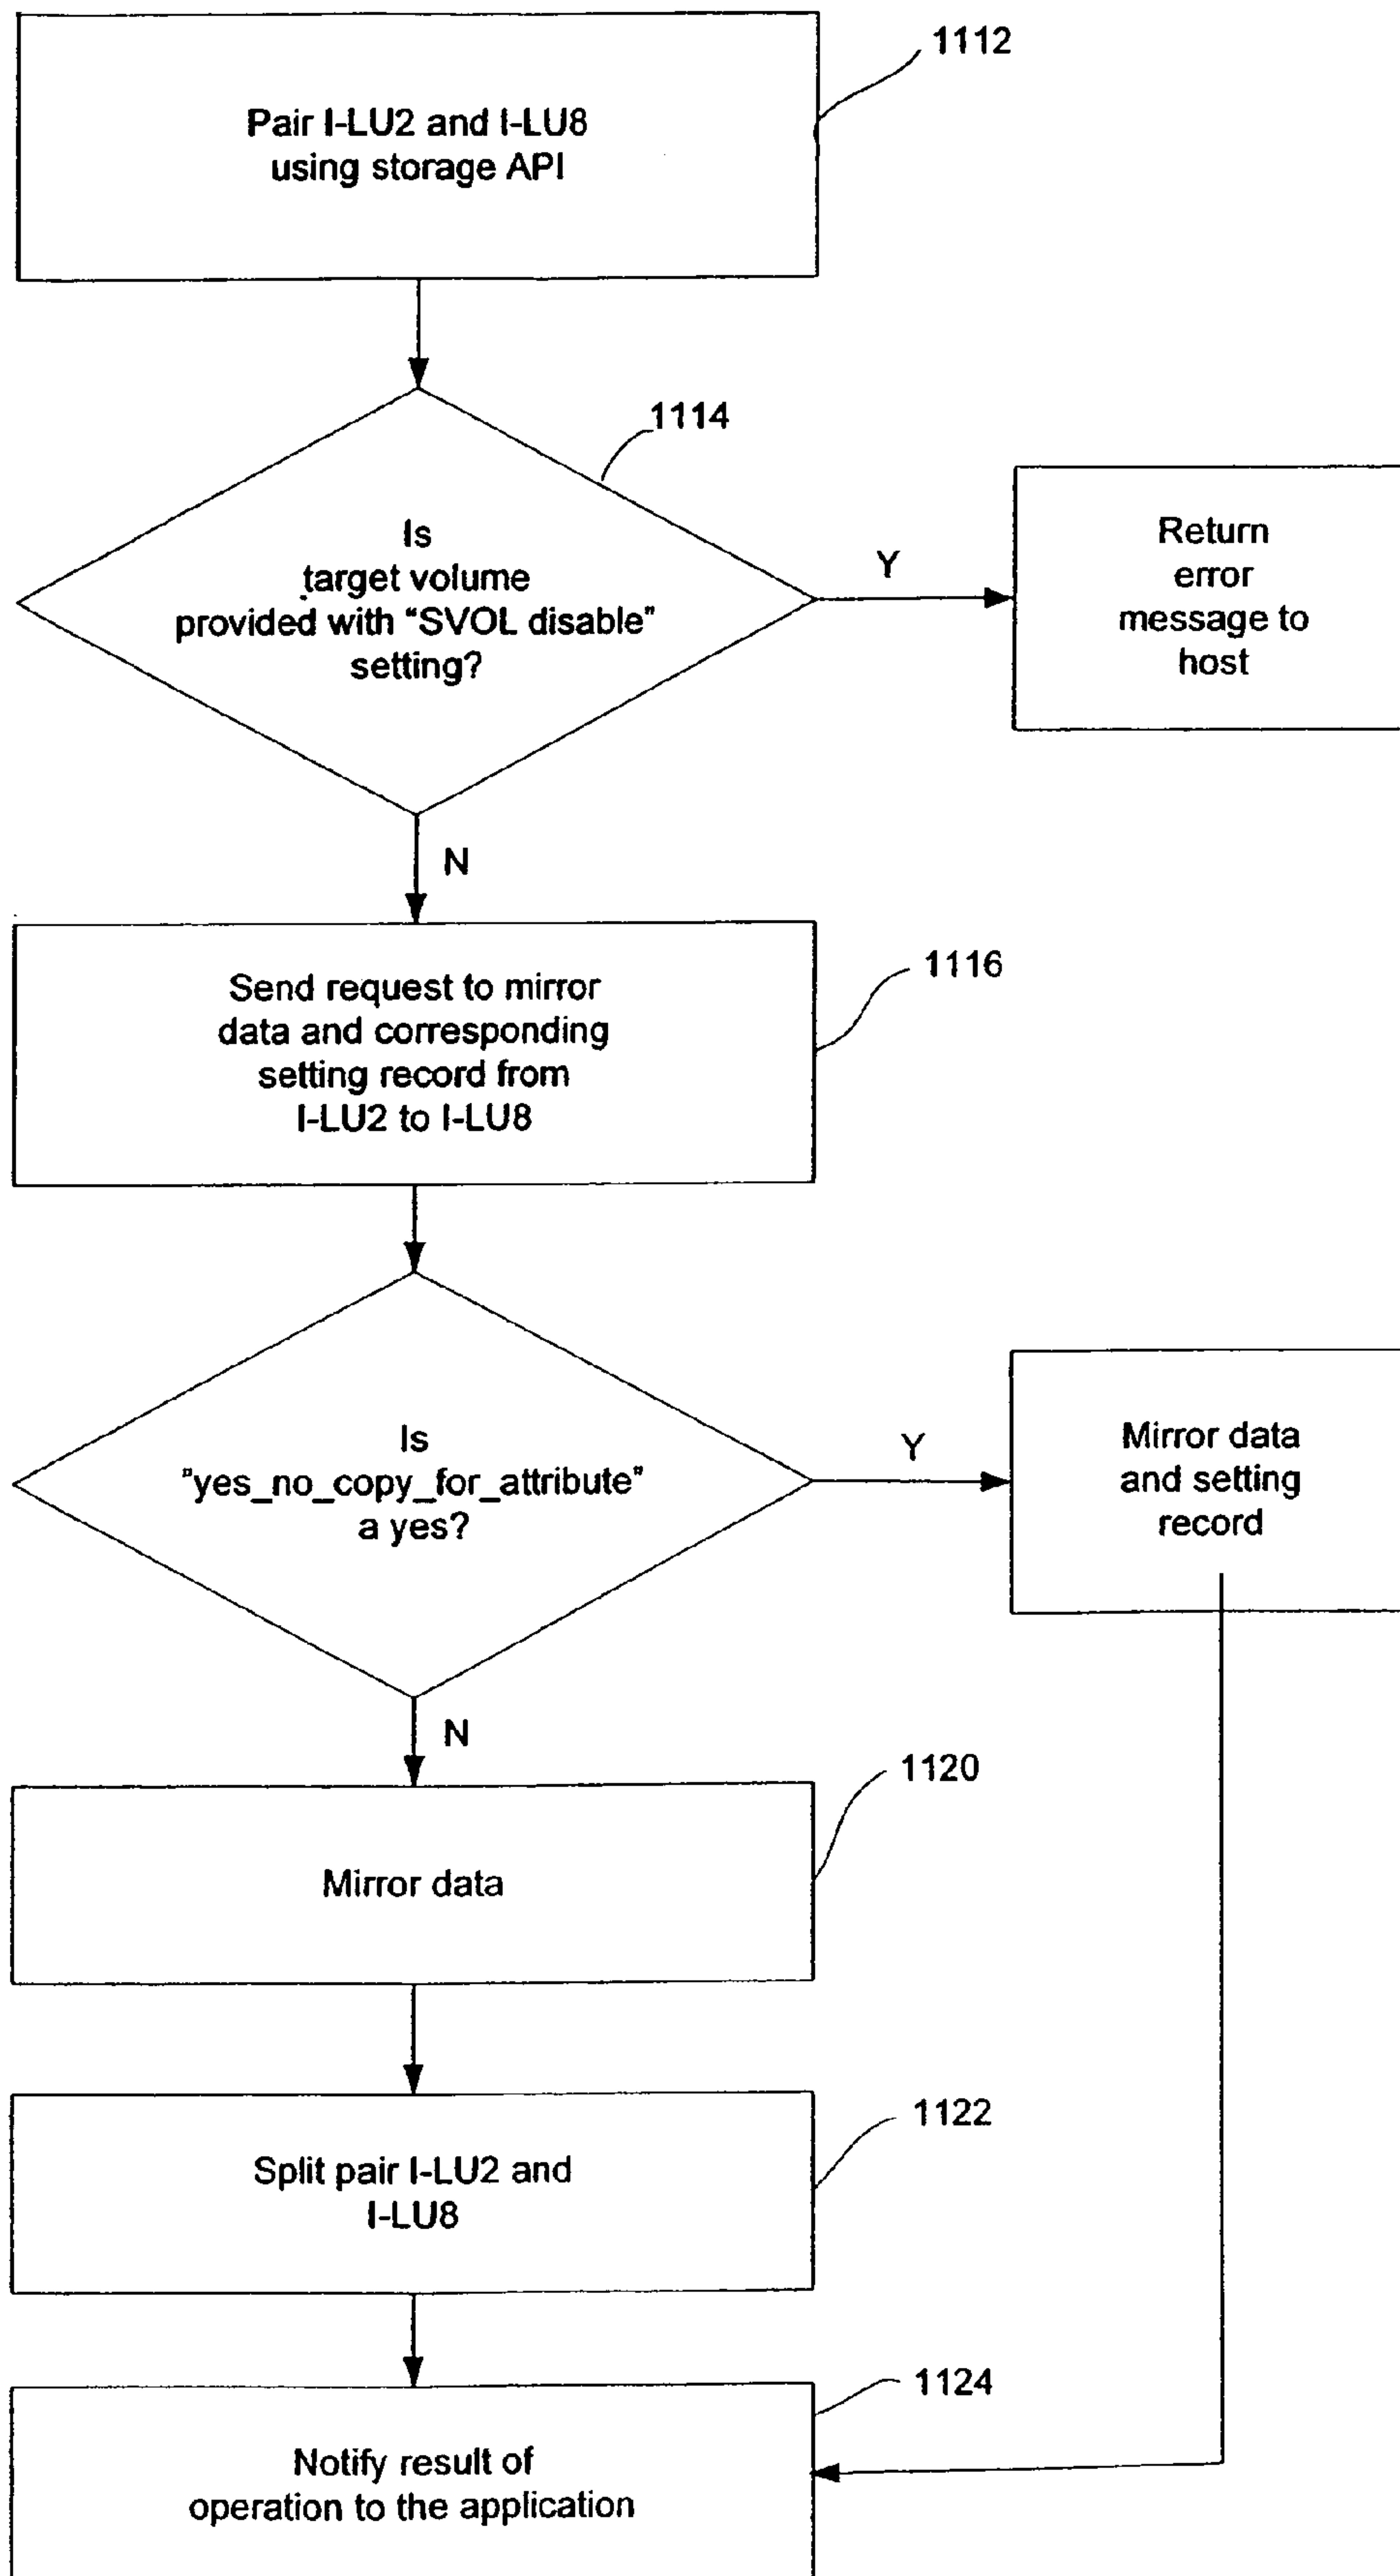 1112
Pair I-LU2 and I-LU8
using storage API
1114
Is
target volume
provided with “SVOL disable”
setting?
Y
Return
error
message to
host
N
1116
Send request to mirror
data and corresponding
setting record from
I-LU2 to I-LU8
Is
"yes_no_copy_for_attribute"
a yes?
Y
Mirror data
and setting
record
N
1120
Mirror data
1122
Split pair I-LU2 and
I-LU8
1124
Notify result of
operation to the application